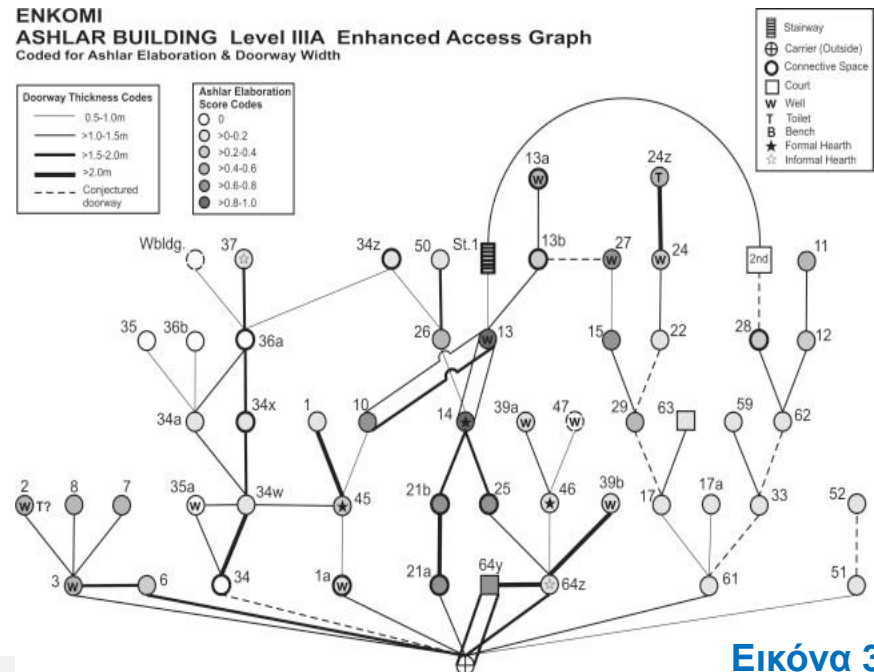 ENKOMI
ASHLAR BUILDING Level IIIA Enhanced Access Graph
Coded for Ashlar Elaboration & Doorway Width
Doorway Thickness Codes
0.5-1.0m
>1.0-1.5m
>1.5-2.0m
>2.0m
Conjectured
doorway
Ashlar Elaboration
Score Codes
0
>0-0.2
>0.2-0.4
>0.4-0.6
>0.6-0.8
>0.8-1.0
Stairway
Carrier (Outside)
Connective Space
Court
W Well
T Toilet
B Bench
Formal Hearth
Informal Hearth
13a 24z
W T
Wbldg. 37 34z 50 St.1 13b 27 24 2nd 11
W W
35 36b 36a 26 13 15 22 28 12
W
34a 34x 1 10 14 39a 47 29 63 59 62
W W
2 8 7 35a 34w 45 21b 25 46 39b 17 17a 33 52
W T? W W
3 6 34 1a 21a 64y 64z 61 51
W W
Εικόνα 3